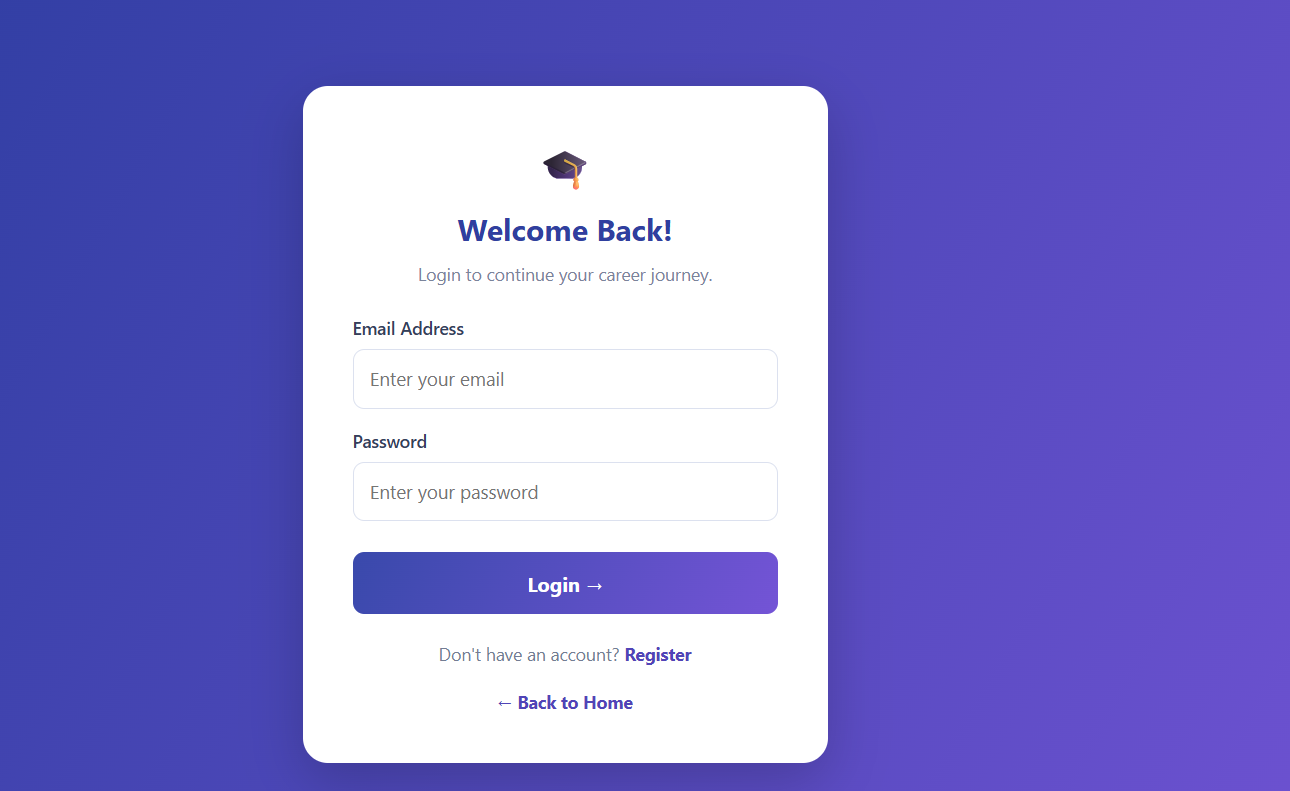 Welcome Back!
Login to continue your career journey.
Email Address
Enter your email
Password
Enter your password
Login →
Don't have an account? Register
← Back to Home